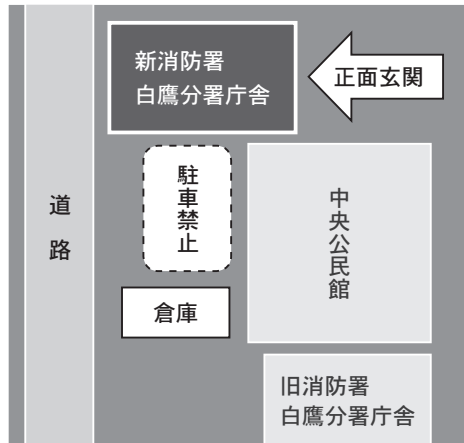 新消防署
白鷹分署庁舎
正面玄関
道路
駐車禁止
中央公民館
倉庫
旧消防署
白鷹分署庁舎